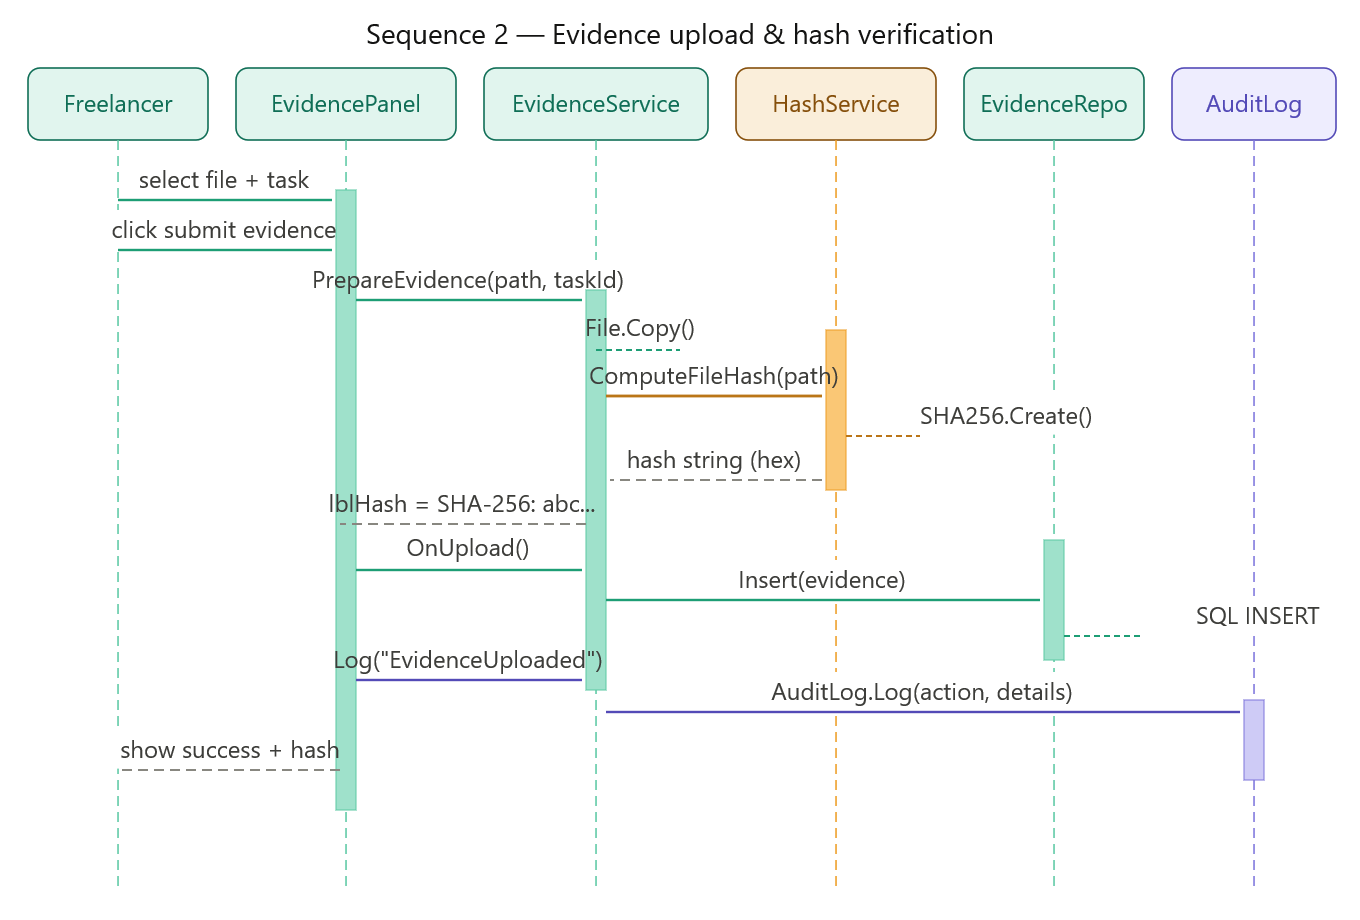 Sequence 2 — Evidence upload & hash verification
Freelancer
EvidencePanel
EvidenceService
HashService
EvidenceRepo
AuditLog
select file + task
click submit evidence
PrepareEvidence(path, taskId)
File.Copy()
ComputeFileHash(path)
SHA256.Create()
hash string (hex)
lblHash = SHA-256: abc...
OnUpload()
Insert(evidence)
SQL INSERT
Log("EvidenceUploaded")
AuditLog.Log(action, details)
show success + hash